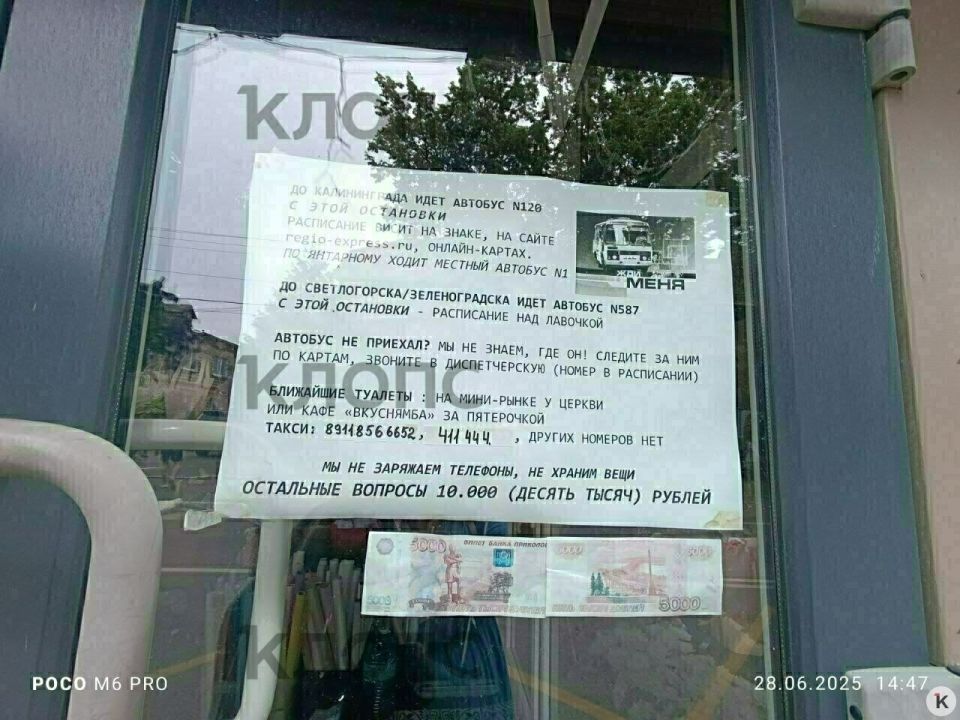 КЛОПС
ДО КАЛИНИНГРАДА ИДЕТ АВТОБУС N120
С ЭТОЙ ОСТАНОВКИ
РАСПИСАНИЕ ВИСИТ НА ЗНАКЕ, НА САЙТЕ
regio-express.ru, ОНЛАЙН-КАРТАХ.
ПО ЯНТАРНОМУ ХОДИТ МЕСТНЫЙ АВТОБУС N1
ЖДИ
МЕНЯ
ДО СВЕТЛОГОРСКА/ЗЕЛЕНОГРАДСКА ИДЕТ АВТОБУС N587
С ЭТОЙ ОСТАНОВКИ - РАСПИСАНИЕ НАД ЛАВОЧКОЙ
АВТОБУС НЕ ПРИЕХАЛ? МЫ НЕ ЗНАЕМ, ГДЕ ОН! СЛЕДИТЕ ЗА НИМ
ПО КАРТАМ, ЗВОНИТЕ В ДИСПЕТЧЕРСКУЮ (НОМЕР В РАСПИСАНИИ)
КЛОПС
БЛИЖАЙШИЕ ТУАЛЕТЫ : НА МИНИ-РЫНКЕ У ЦЕРКВИ
ИЛИ КАФЕ «ВКУСНЯМБА» ЗА ПЯТЕРОЧКОЙ
ТАКСИ: 89118566652, 411444 , ДРУГИХ НОМЕРОВ НЕТ
МЫ НЕ ЗАРЯЖАЕМ ТЕЛЕФОНЫ, НЕ ХРАНИМ ВЕЩИ
ОСТАЛЬНЫЕ ВОПРОСЫ 10.000 (ДЕСЯТЬ ТЫСЯЧ) РУБЛЕЙ
5000 БИЛЕТ БАНКА ПРИКОЛОВ 5000 5000
5000 5000
КЛОПС
POCO M6 PRO
28.06.2025 14:47
К